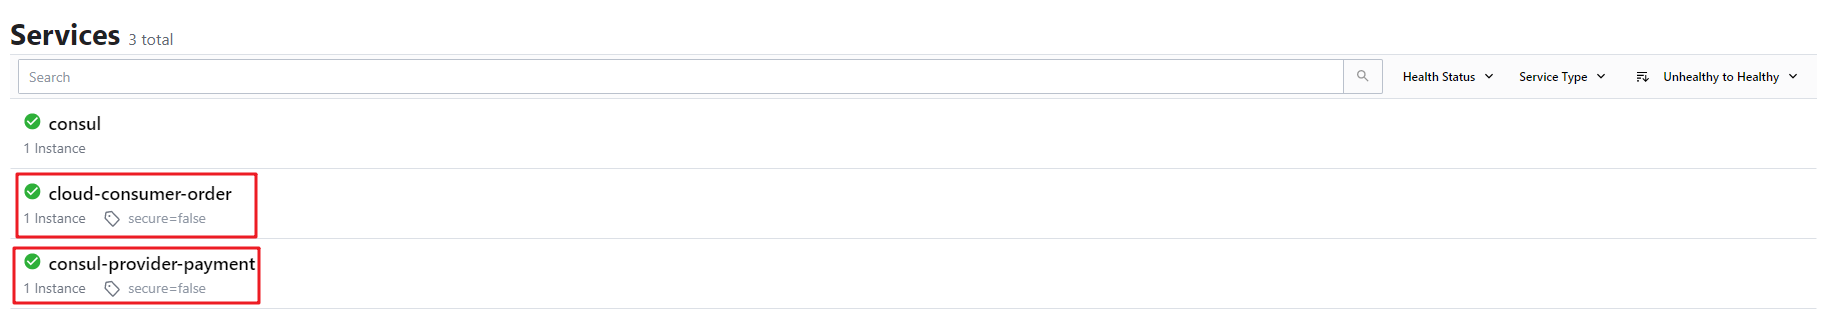 Services 3 total
Search Health Status Service Type Unhealthy to Healthy
consul
1 Instance
cloud-consumer-order
1 Instance secure=false
consul-provider-payment
1 Instance secure=false